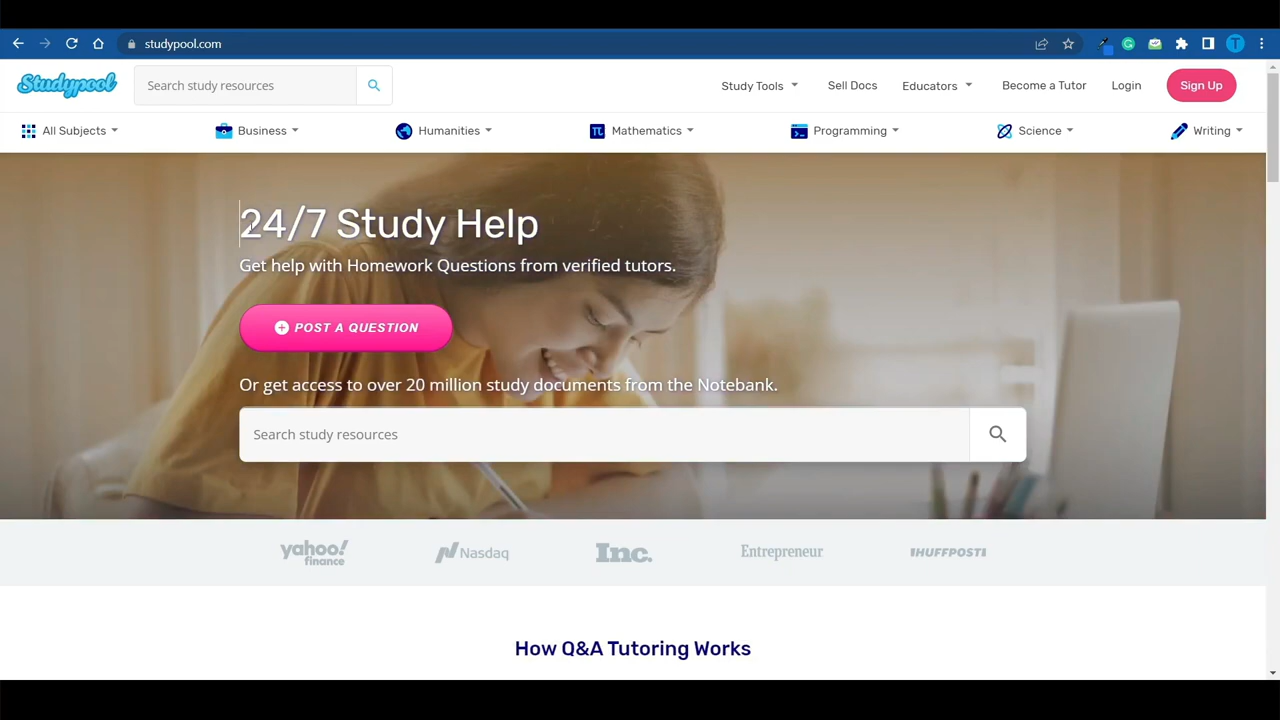 studypool.com
T
Studypool
Search study resources
Study Tools
Sell Docs
Educators
Become a Tutor
Login
Sign Up
All Subjects
Business
Humanities
Mathematics
Programming
Science
Writing
24/7 Study Help
Get help with Homework Questions from verified tutors.
POST A QUESTION
Or get access to over 20 million study documents from the Notebank.
Search study resources
yahoo!
finance
Nasdaq
Inc.
Entrepreneur
HUFFPOST
How Q&A Tutoring Works